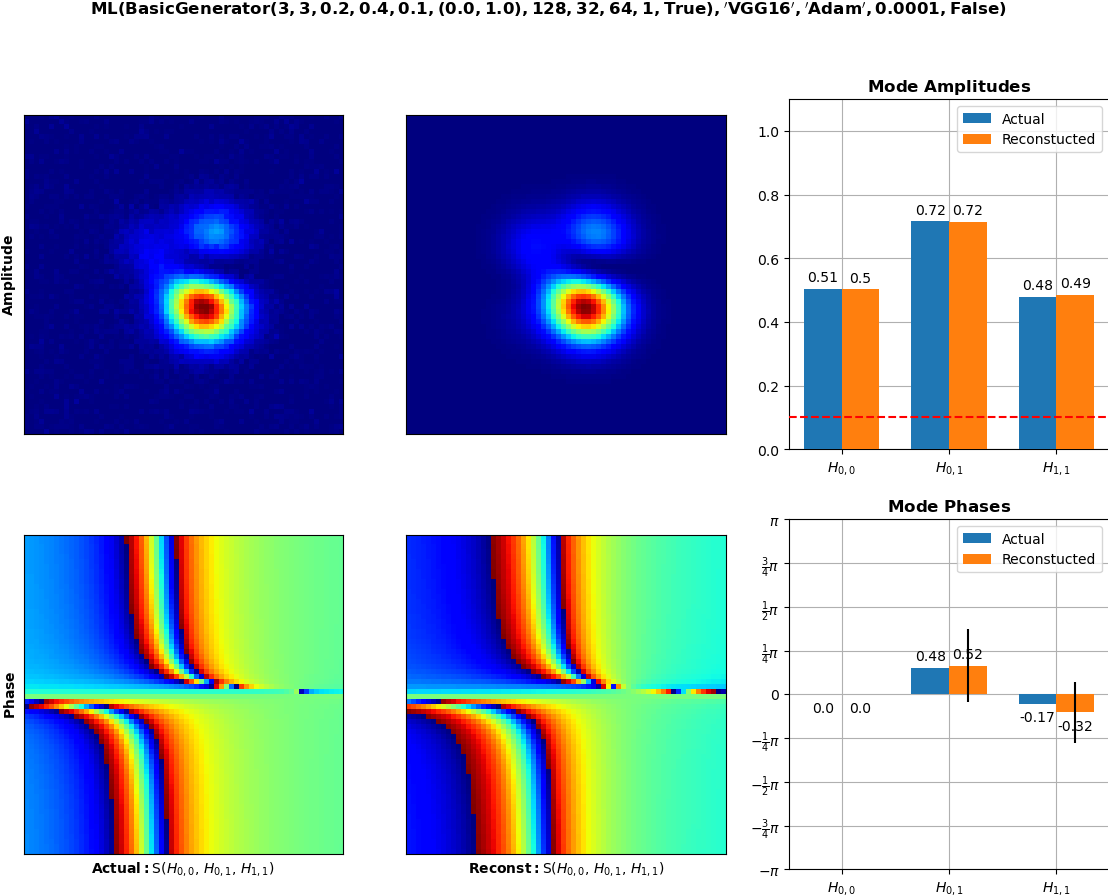 ML(BasicGenerator(3, 3, 0.2, 0.4, 0.1, (0.0, 1.0), 128, 32, 64, 1, True), ′VGG16′, ′Adam′, 0.0001, False)
Amplitude
Mode Amplitudes
Actual
Reconstucted
1.0
0.8
0.6
0.4
0.2
0.0
0.51
0.5
0.72
0.72
0.48
0.49
H0,0
H0,1
H1,1
Phase
Actual: S(H0,0, H0,1, H1,1)
Reconst: S(H0,0, H0,1, H1,1)
Mode Phases
Actual
Reconstucted
π
3/4π
1/2π
1/4π
0
−1/4π
−1/2π
−3/4π
−π
0.0
0.0
0.48
0.52
-0.17
-0.32
H0,0
H0,1
H1,1